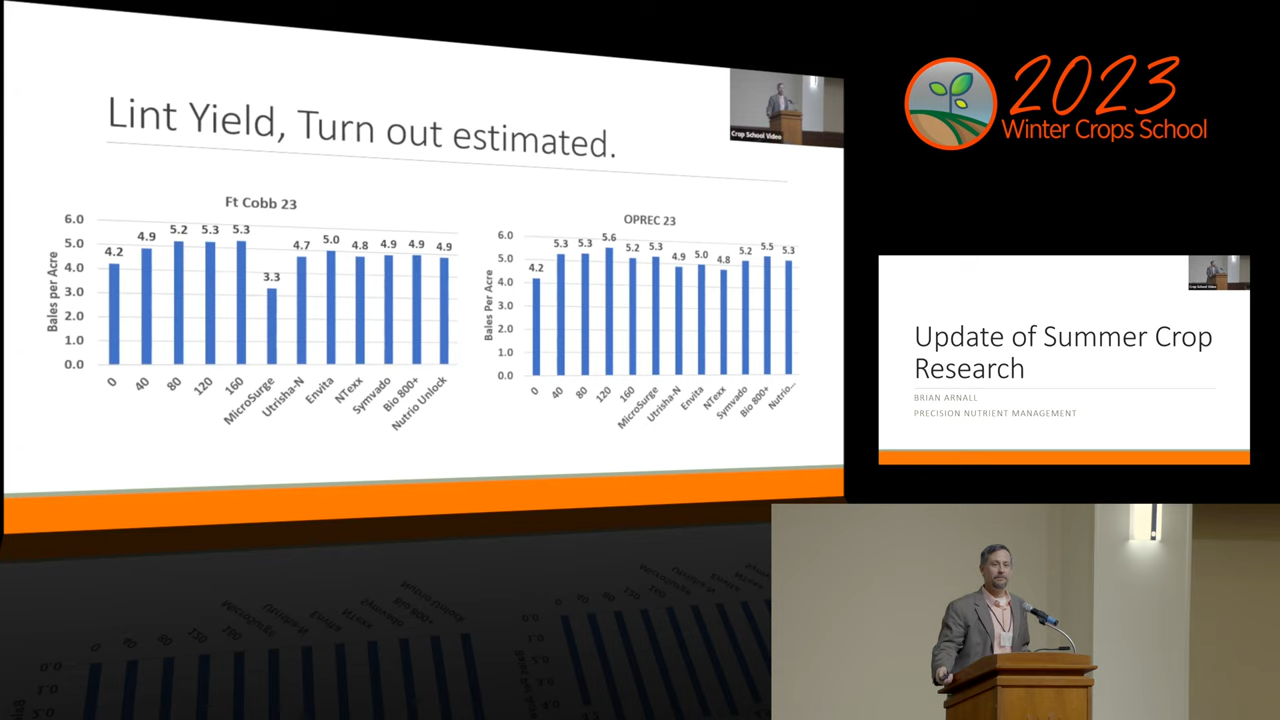 Lint Yield, Turn out estimated.
Crop School Video
Ft Cobb 23
Bales per Acre
6.0
5.0
4.0
3.0
2.0
1.0
0.0
4.2
4.9
5.2
5.3
5.3
3.3
4.7
5.0
4.8
4.9
4.9
4.9
0
40
80
120
160
MicroSurge
Utrisha-N
Envita
NTexx
Symvado
Bio 800+
Nutrio Unlock
OPREC 23
Bales Per Acre
6.0
5.0
4.0
3.0
2.0
1.0
0.0
4.2
5.3
5.3
5.6
5.2
5.3
4.9
5.0
4.8
5.2
5.5
5.3
0
40
80
120
160
MicroSurge
Utrisha-N
Envita
NTexx
Symvado
Bio 800+
Nutrio...
2023
Winter Crops School
Crop School Video
Update of Summer Crop
Research
BRIAN ARNALL
PRECISION NUTRIENT MANAGEMENT